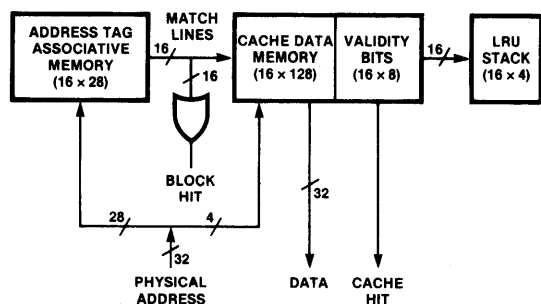 MATCH
LINES
ADDRESS TAG
ASSOCIATIVE
MEMORY
(16 × 28)
16
16
CACHE DATA
MEMORY
(16 × 128)
VALIDITY
BITS
(16 × 8)
16
LRU
STACK
(16 × 4)
BLOCK
HIT
28
4
32
32
PHYSICAL
ADDRESS
DATA
CACHE
HIT